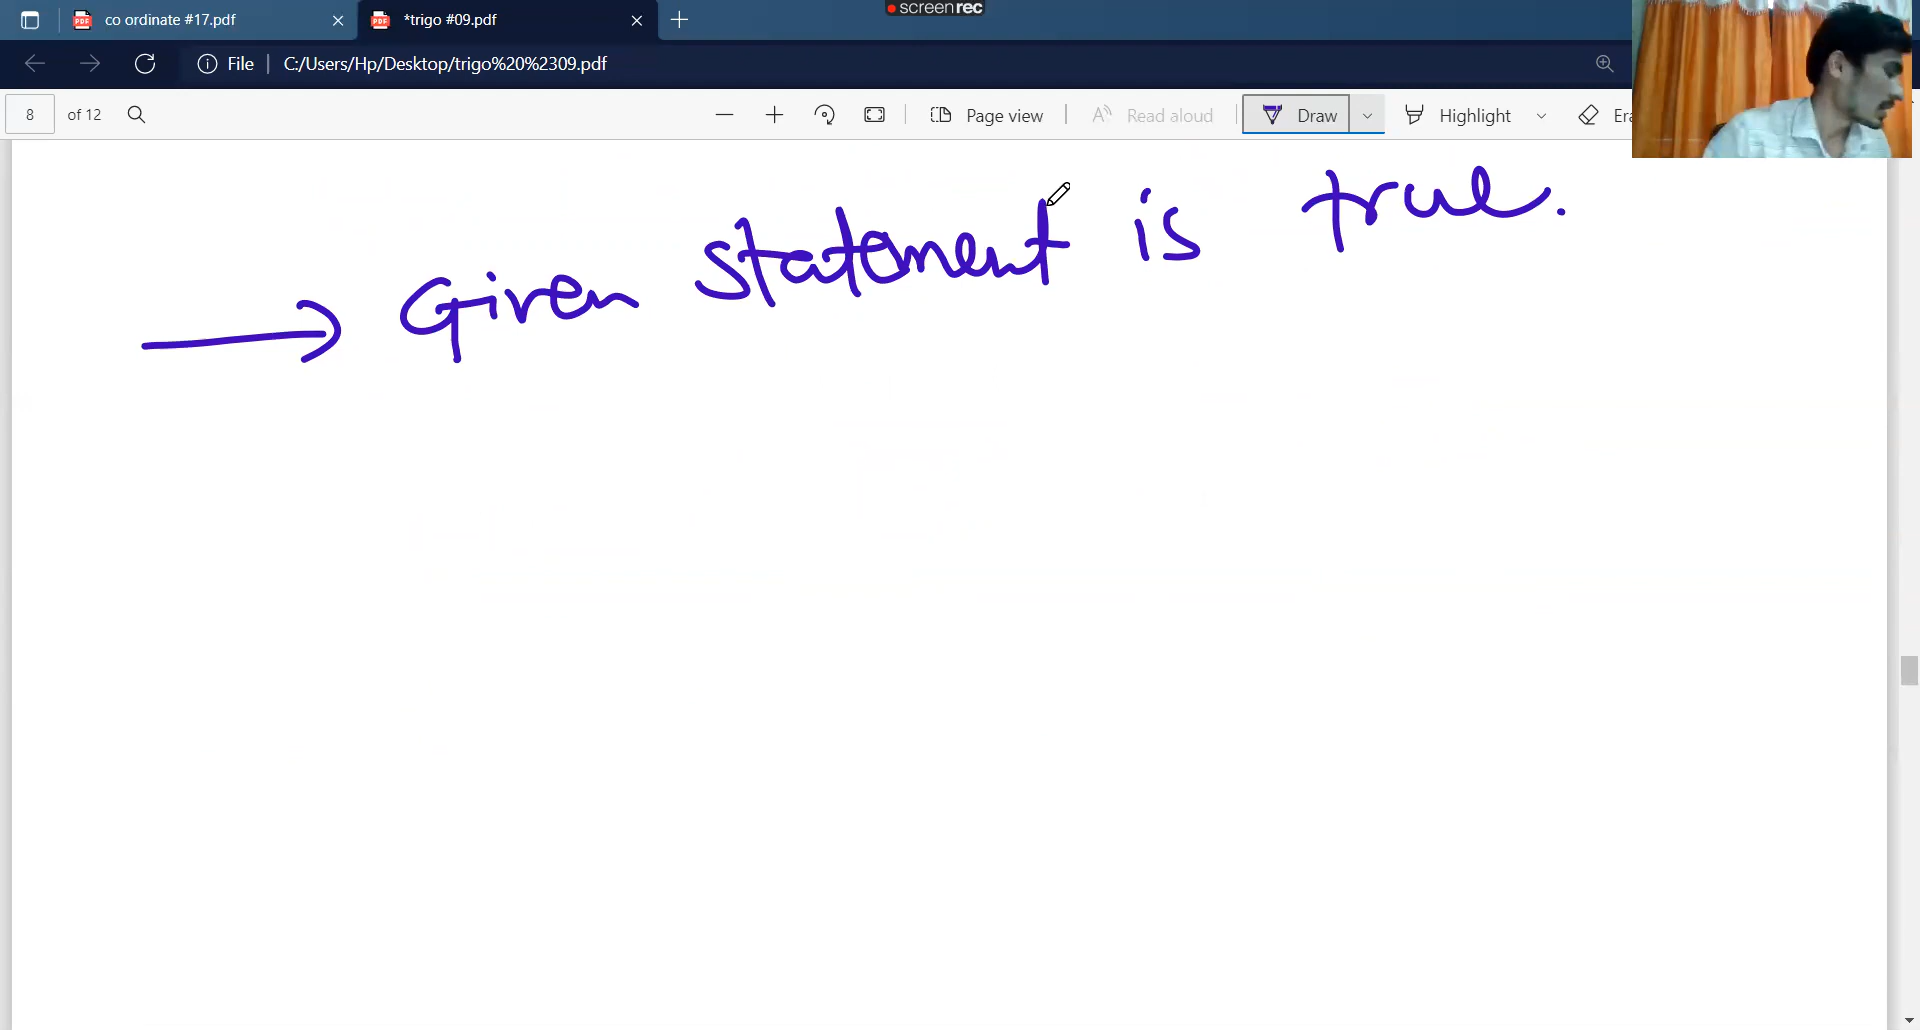 co ordinate #17.pdf
*trigo #09.pdf
screenrec
File
C:/Users/Hp/Desktop/trigo%20%2309.pdf
8 of 12
Page view
Read aloud
Draw
Highlight
Era
→ Given statement is true.